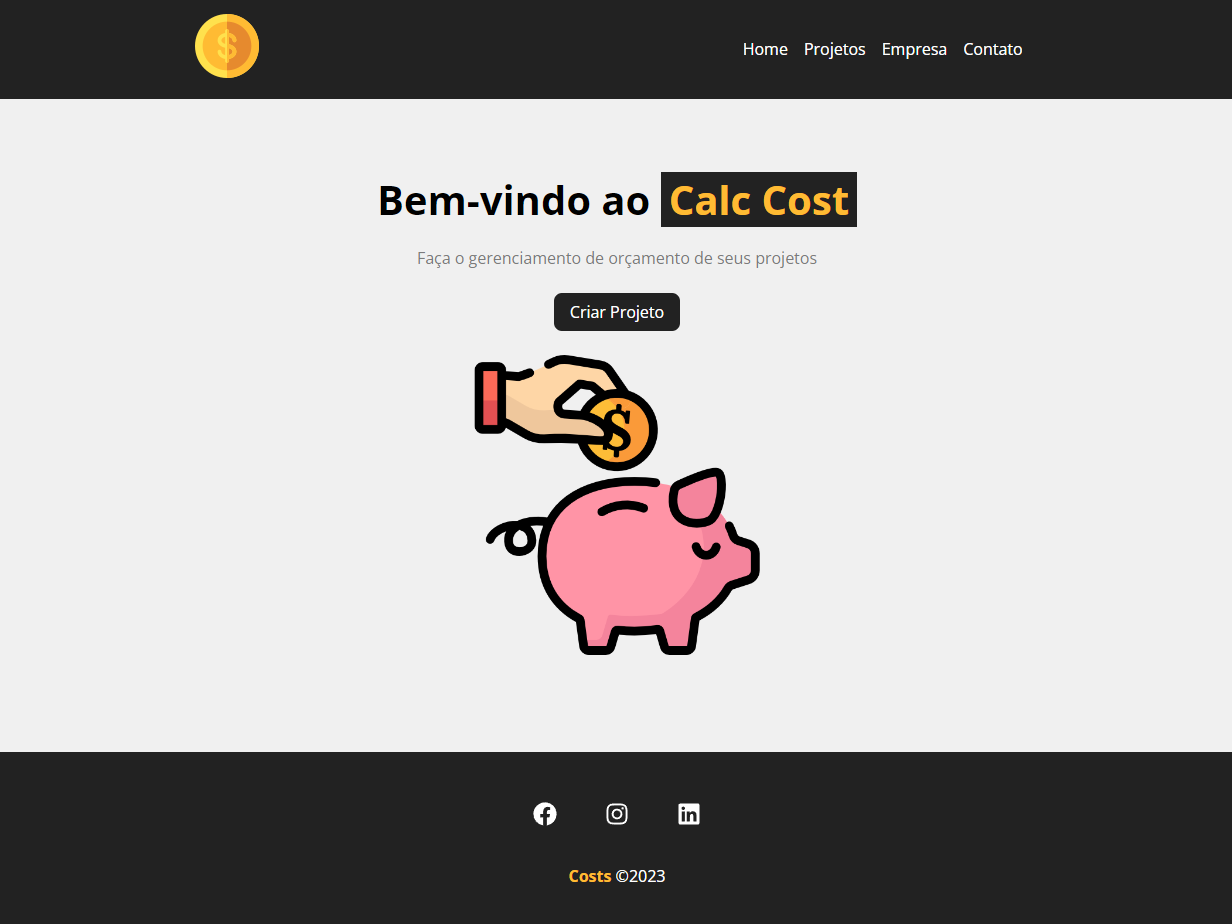 Home Projetos Empresa Contato
Bem-vindo ao Calc Cost
Faça o gerenciamento de orçamento de seus projetos
Criar Projeto
$
Costs ©2023